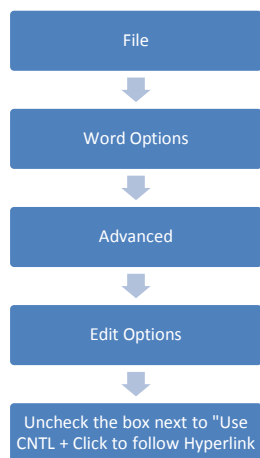 File
Word Options
Advanced
Edit Options
Uncheck the box next to "Use
CNTL + Click to follow Hyperlink